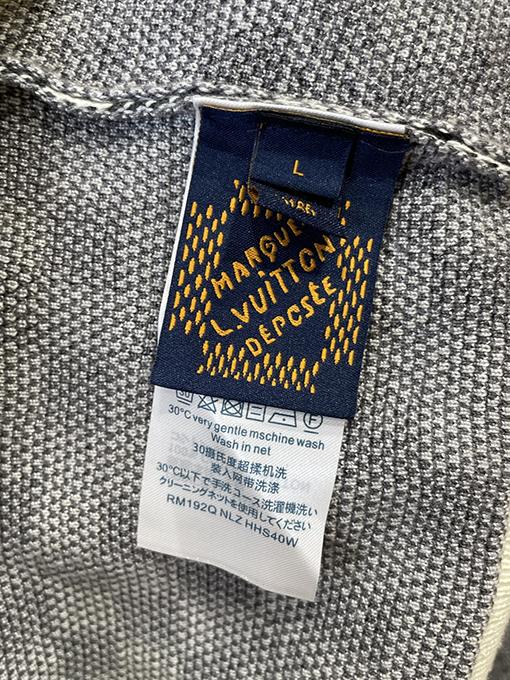 L
MARQUE
L.VUITTON
DÉPOSÉE
30°C very gentle mschine wash
Wash in net
30摄氏度超揉机洗
装入网带洗涤
30°C以下で手洗コース洗濯機洗い
クリーニングネットを使用してください
RM192Q NLZ HHS40W